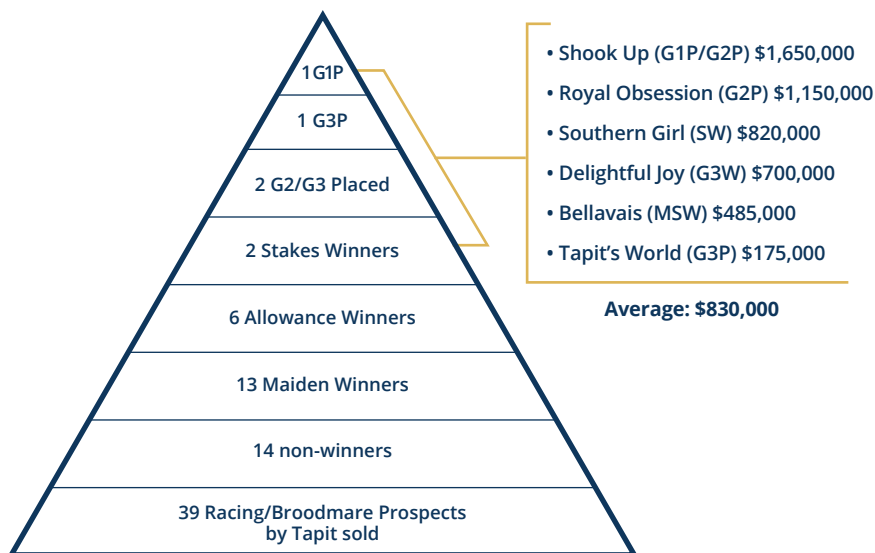 1 G1P
1 G3P
2 G2/G3 Placed
2 Stakes Winners
6 Allowance Winners
13 Maiden Winners
14 non-winners
39 Racing/Broodmare Prospects
by Tapit sold
• Shook Up (G1P/G2P) $1,650,000
• Royal Obsession (G2P) $1,150,000
• Southern Girl (SW) $820,000
• Delightful Joy (G3W) $700,000
• Bellavais (MSW) $485,000
• Tapit’s World (G3P) $175,000
Average: $830,000